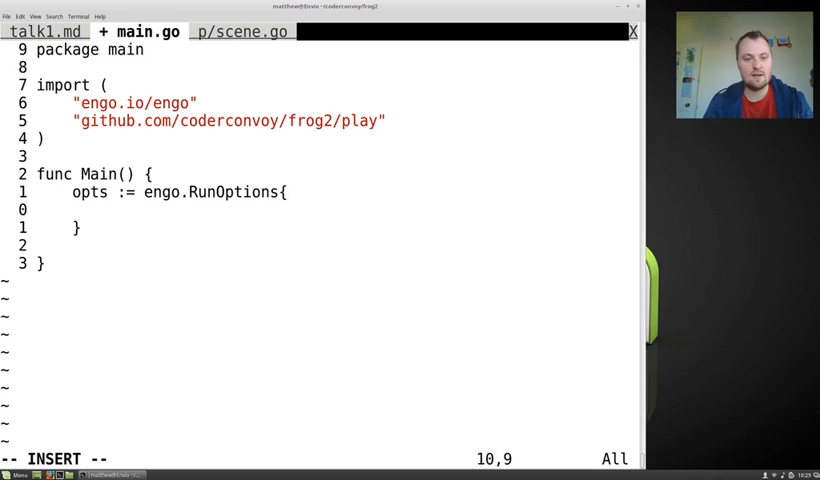 matthew@Envio ~/coderconvoy/frog2
File Edit View Search Terminal Help
talk1.md + main.go p/scene.go X
9 package main
8
7 import (
6 "engo.io/engo"
5 "github.com/coderconvoy/frog2/play"
4 )
3
2 func Main() {
1 opts := engo.RunOptions{
0
1 }
2
3 }
~
~
~
~
~
~
~
~
~
~
-- INSERT -- 10,9 All
Menu matthew@Envio ~/... 10:29